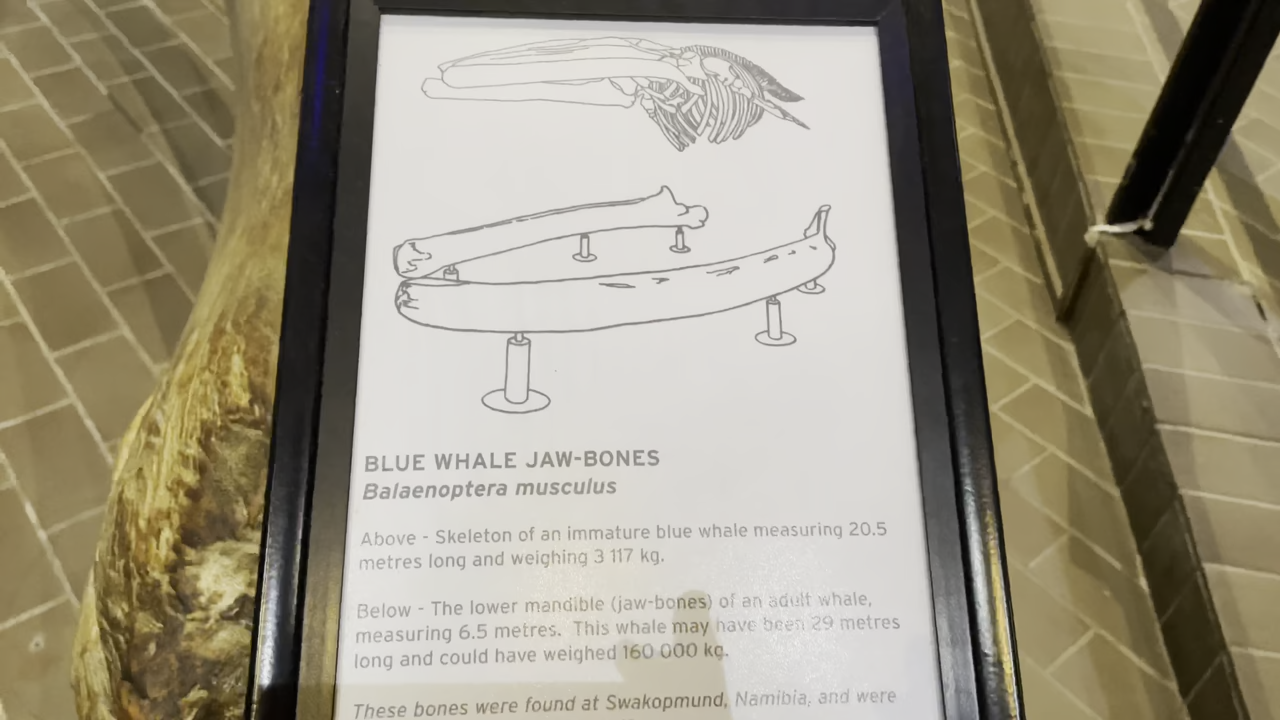 BLUE WHALE JAW-BONES
Balaenoptera musculus
Above - Skeleton of an immature blue whale measuring 20.5
metres long and weighing 3 117 kg.
Below - The lower mandible (jaw-bones) of an adult whale,
measuring 6.5 metres. This whale may have been 29 metres
long and could have weighed 160 000 kg.
These bones were found at Swakopmund, Namibia, and were